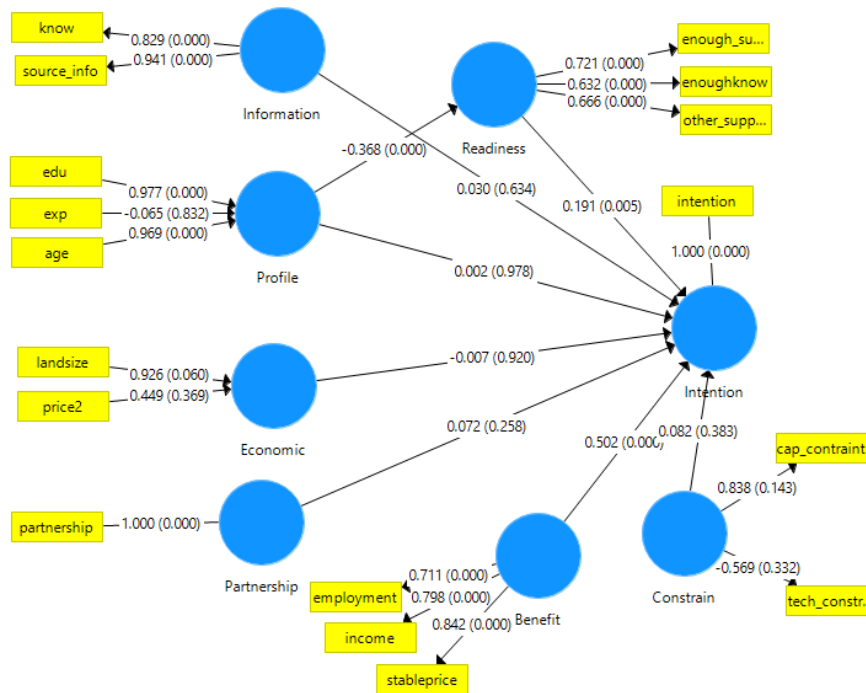 know
0.829 (0.000)
source_info
0.941 (0.000)
Information
enough_su...
0.721 (0.000)
enoughknow
0.632 (0.000)
other_supp...
0.666 (0.000)
Readiness
-0.368 (0.000)
0.030 (0.634)
0.191 (0.005)
edu
0.977 (0.000)
exp
-0.065 (0.832)
age
0.969 (0.000)
Profile
intention
1.000 (0.000)
0.002 (0.978)
landsize
0.926 (0.060)
price2
0.449 (0.369)
Economic
-0.007 (0.920)
Intention
0.072 (0.258)
0.502 (0.000)
0.082 (0.383)
cap_contraint
0.838 (0.143)
partnership
1.000 (0.000)
Partnership
-0.569 (0.332)
tech_constr...
Constrain
employment
0.711 (0.000)
income
0.798 (0.000)
stableprice
0.842 (0.000)
Benefit